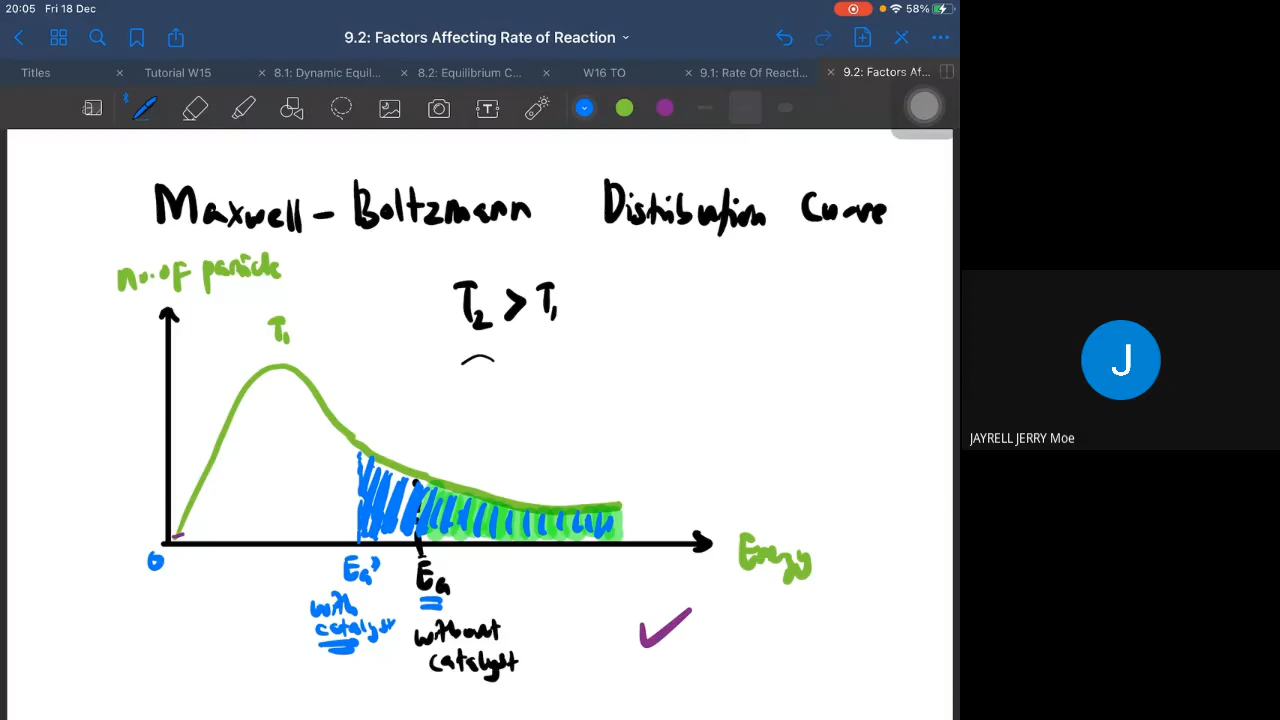 20:05 Fri 18 Dec
58%
9.2: Factors Affecting Rate of Reaction
Titles
Tutorial W15
8.1: Dynamic Equil...
8.2: Equilibrium C...
W16 TO
9.1: Rate Of Reacti...
9.2: Factors Af...
T
Maxwell - Boltzmann Distribution Curve
no. of particle
T2 > T1
T1
J
JAYRELL JERRY Moe
0
Ea'
Ea
Energy
with
catalyst
without
catalyst